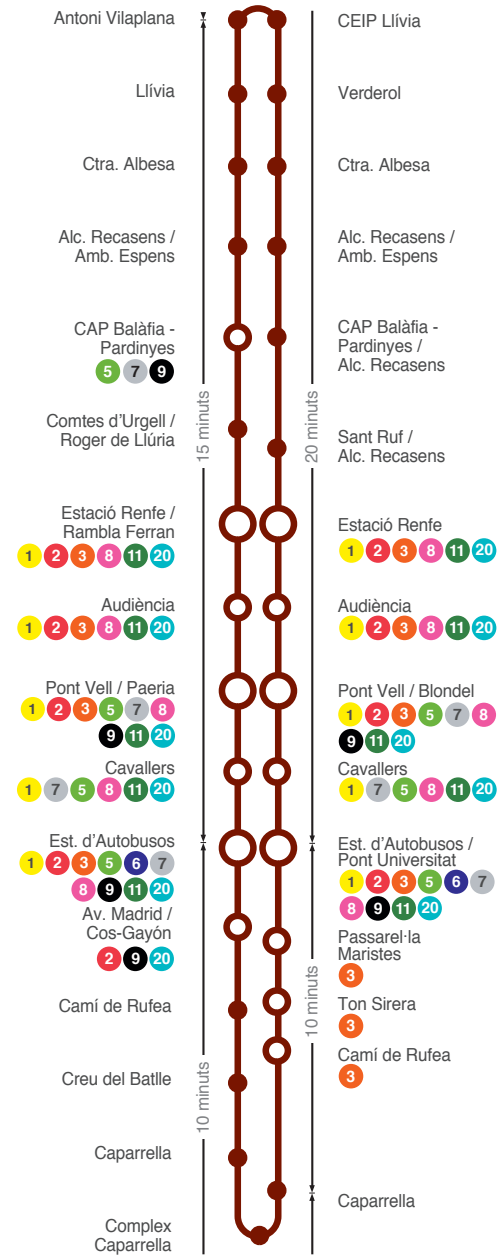 Antoni Vilaplana
Llívia
Ctra. Albesa
Alc. Recasens /
Amb. Espens
CAP Balàfia -
Pardinyes
5 7 9
Comtes d'Urgell /
Roger de Llúria
Estació Renfe /
Rambla Ferran
1 2 3 8 11 20
Audiència
1 2 3 8 11 20
Pont Vell / Paeria
1 2 3 5 7 8
9 11 20
Cavallers
1 7 5 8 11 20
Est. d'Autobusos
1 2 3 5 6 7
8 9 11 20
Av. Madrid /
Cos-Gayón
2 9 20
Camí de Rufea
Creu del Batlle
Caparrella
Complex
Caparrella
15 minuts
10 minuts
CEIP Llívia
Verderol
Ctra. Albesa
Alc. Recasens /
Amb. Espens
CAP Balàfia -
Pardinyes /
Alc. Recasens
Sant Ruf /
Alc. Recasens
Estació Renfe
1 2 3 8 11 20
Audiència
1 2 3 8 11 20
Pont Vell / Blondel
1 2 3 5 7 8
9 11 20
Cavallers
1 7 5 8 11 20
Est. d'Autobusos /
Pont Universitat
1 2 3 5 6 7
8 9 11 20
Passarel·la
Maristes
3
Ton Sirera
3
Camí de Rufea
3
Caparrella
20 minuts
10 minuts